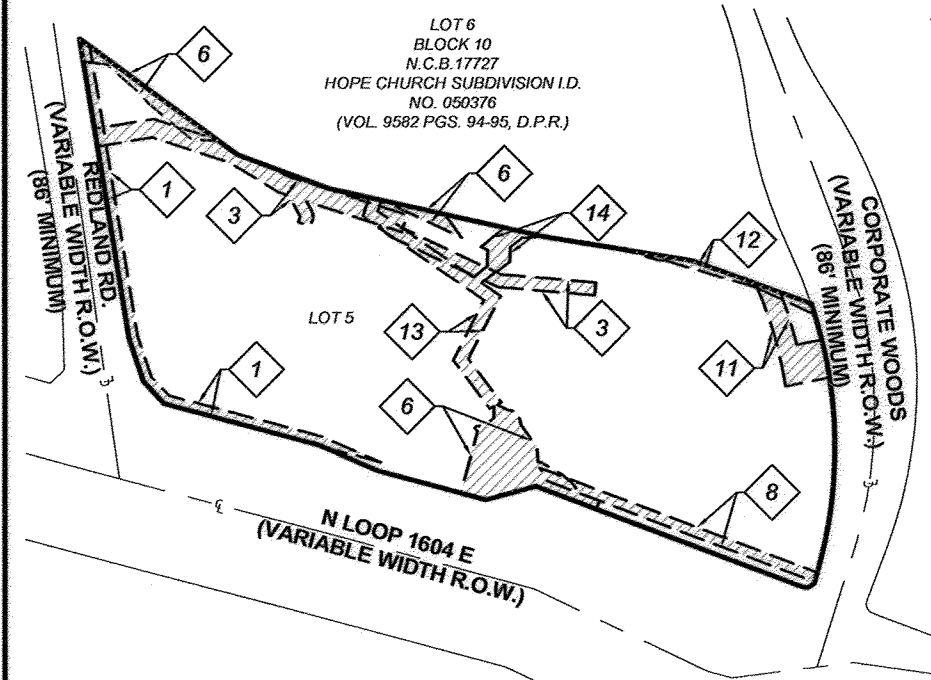 LOT 6
BLOCK 10
N.C.B.17727
HOPE CHURCH SUBDIVISION I.D.
NO. 050376
(VOL. 9582 PGS. 94-95, D.P.R.)
6
6
1
3
14
12
REDLAND RD.
(VARIABLE WIDTH R.O.W.)
(86' MINIMUM)
CORPORATE WOODS
(VARIABLE WIDTH R.O.W.)
(86' MINIMUM)
LOT 5
13
3
11
1
6
8
N LOOP 1604 E
(VARIABLE WIDTH R.O.W.)